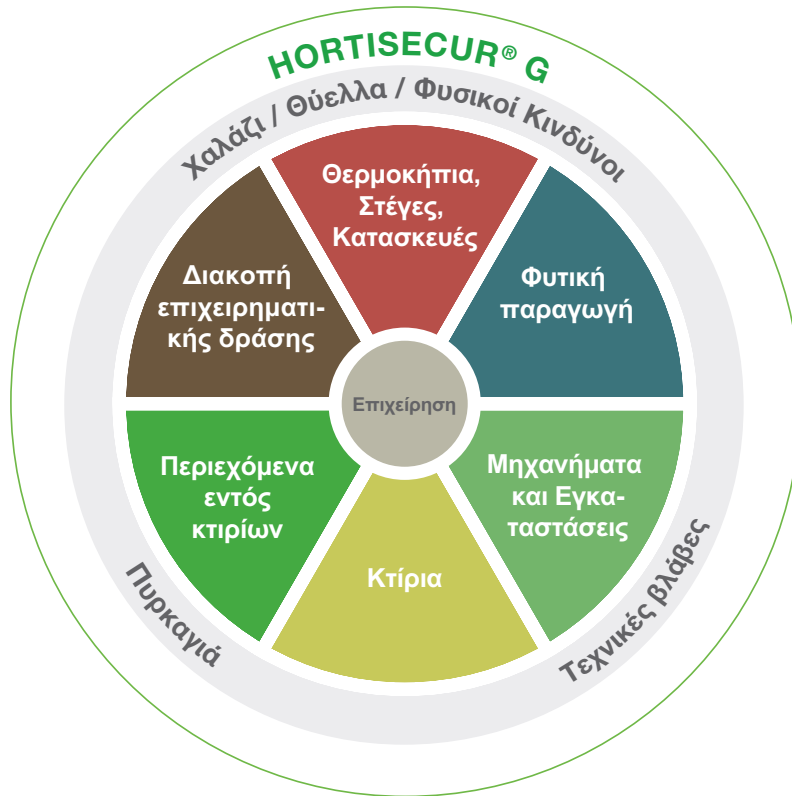 HORTISECUR® G
Χαλάζι / Θύελλα / Φυσικοί Κινδύνοι
Θερμοκήπια,
Στέγες,
Κατασκευές
Διακοπή
επιχειρηματι-
κής δράσης
Φυτική
παραγωγή
Επιχείρηση
Περιεχόμενα
εντός
κτιρίων
Μηχανήματα
και Εγκα-
ταστάσεις
Κτίρια
Πυρκαγιά
Τεχνικές βλάβες